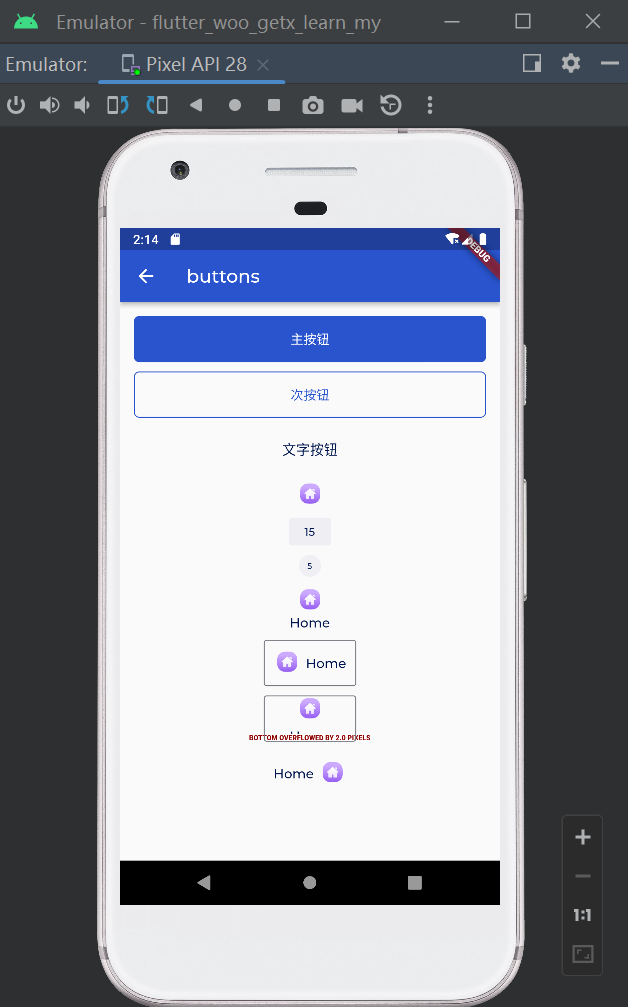 Emulator - flutter_woo_getx_learn_my
Emulator: Pixel API 28
2:14
DEBUG
buttons
主按钮
次按钮
文字按钮
15
5
Home
Home
BOTTOM OVERFLOWED BY 2.0 PIXELS
Home
1:1